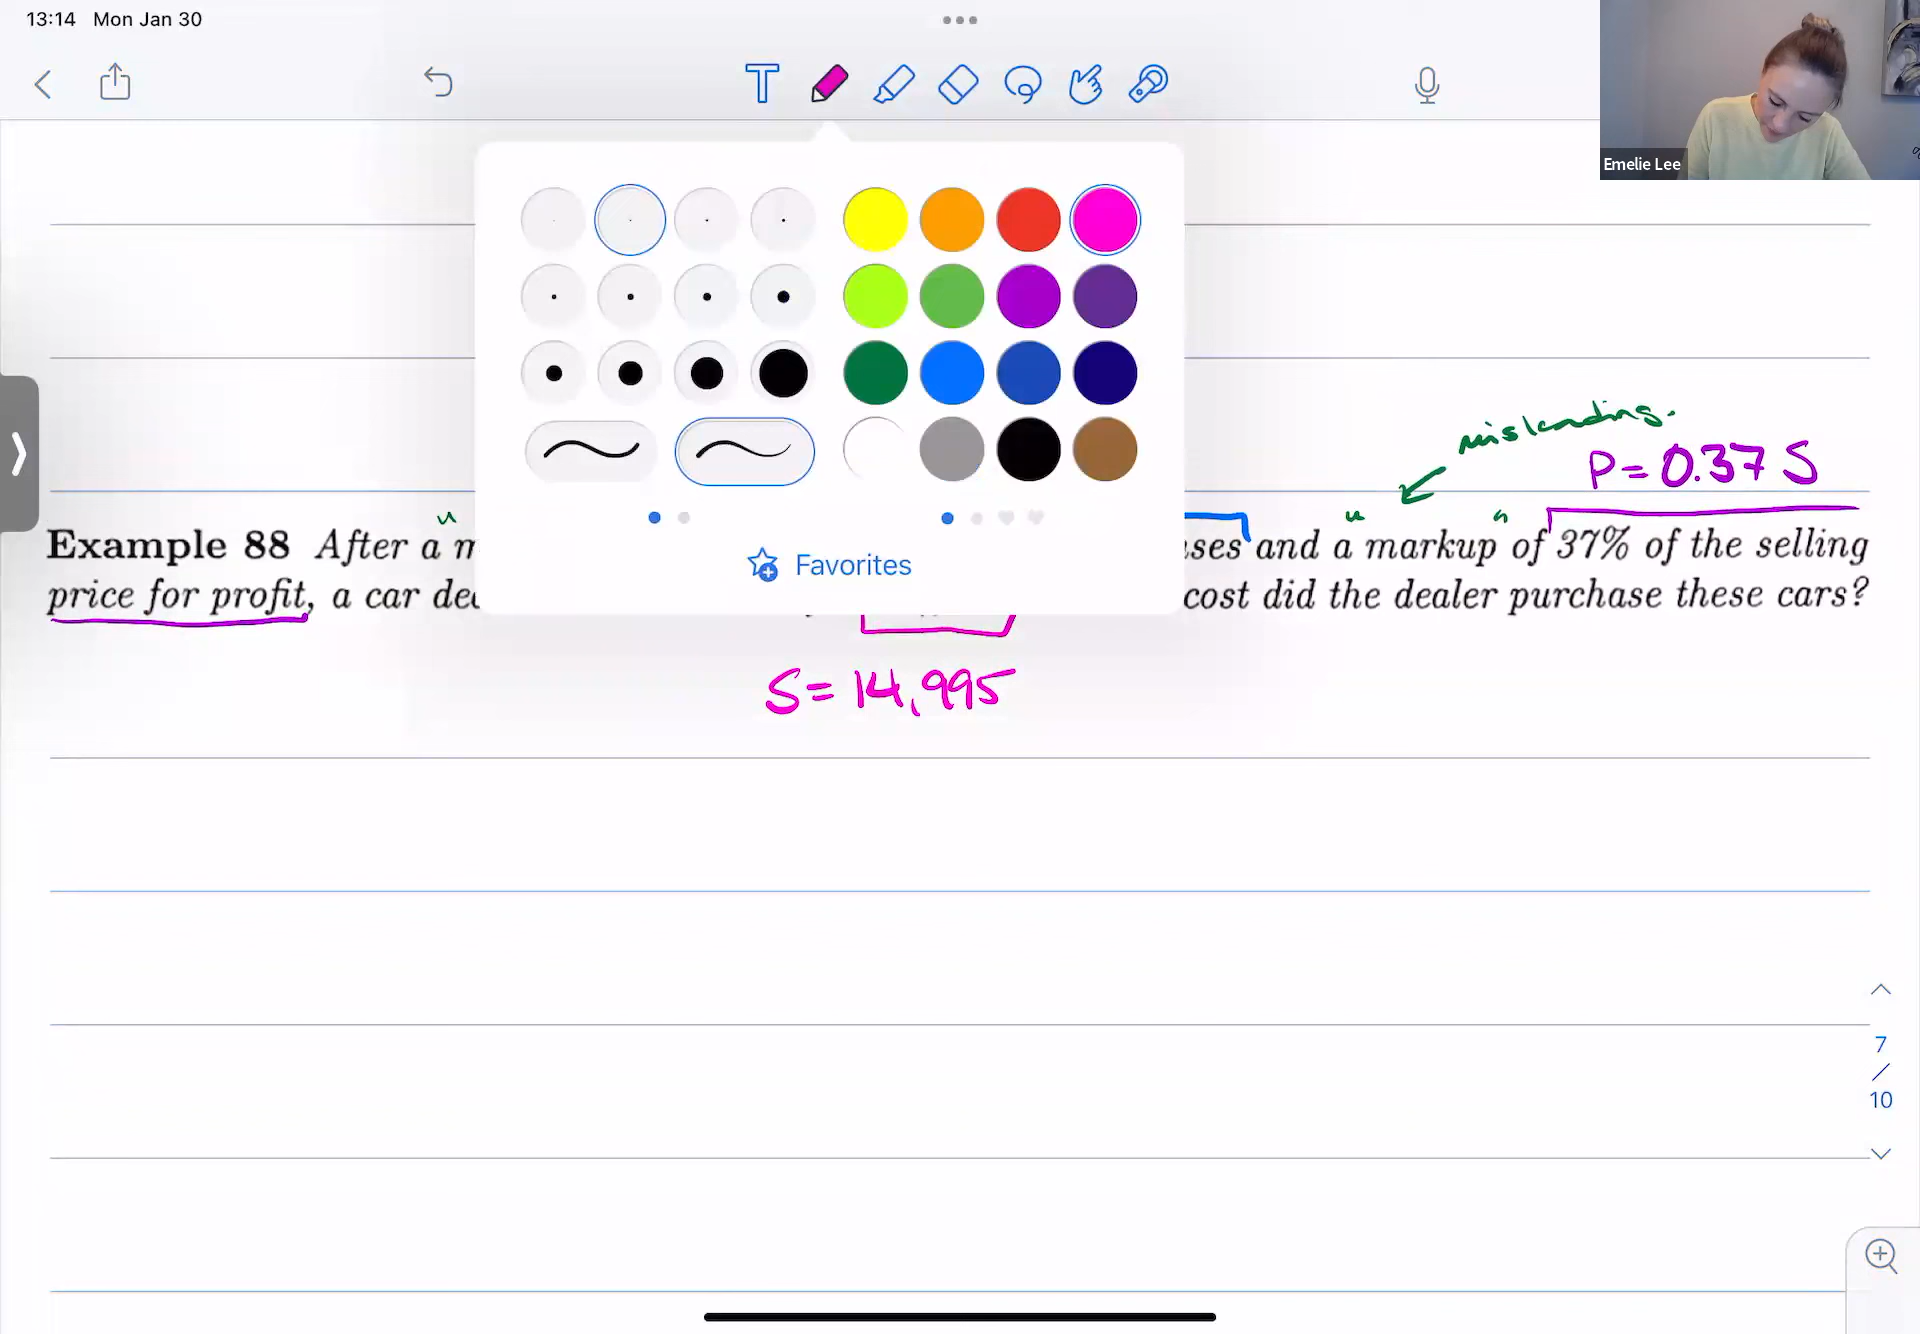 13:14 Mon Jan 30
T
Emelie Lee
misleading.
P = 0.37 S
Example 88 After a m
ses and a markup of 37% of the selling
price for profit, a car de
cost did the dealer purchase these cars?
Favorites
S = 14,995
7
/
10